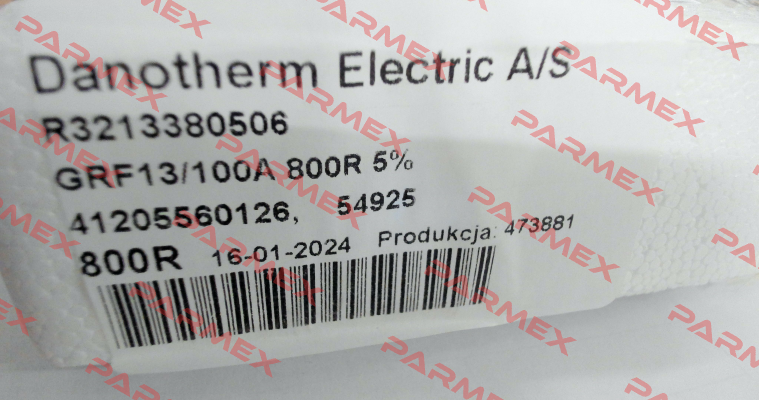 Danotherm Electric A/S
R3213380506
GRF13/100A 800R 5%
41205560126, 54925
800R 16-01-2024 Produkcja: 473881
PARMEX